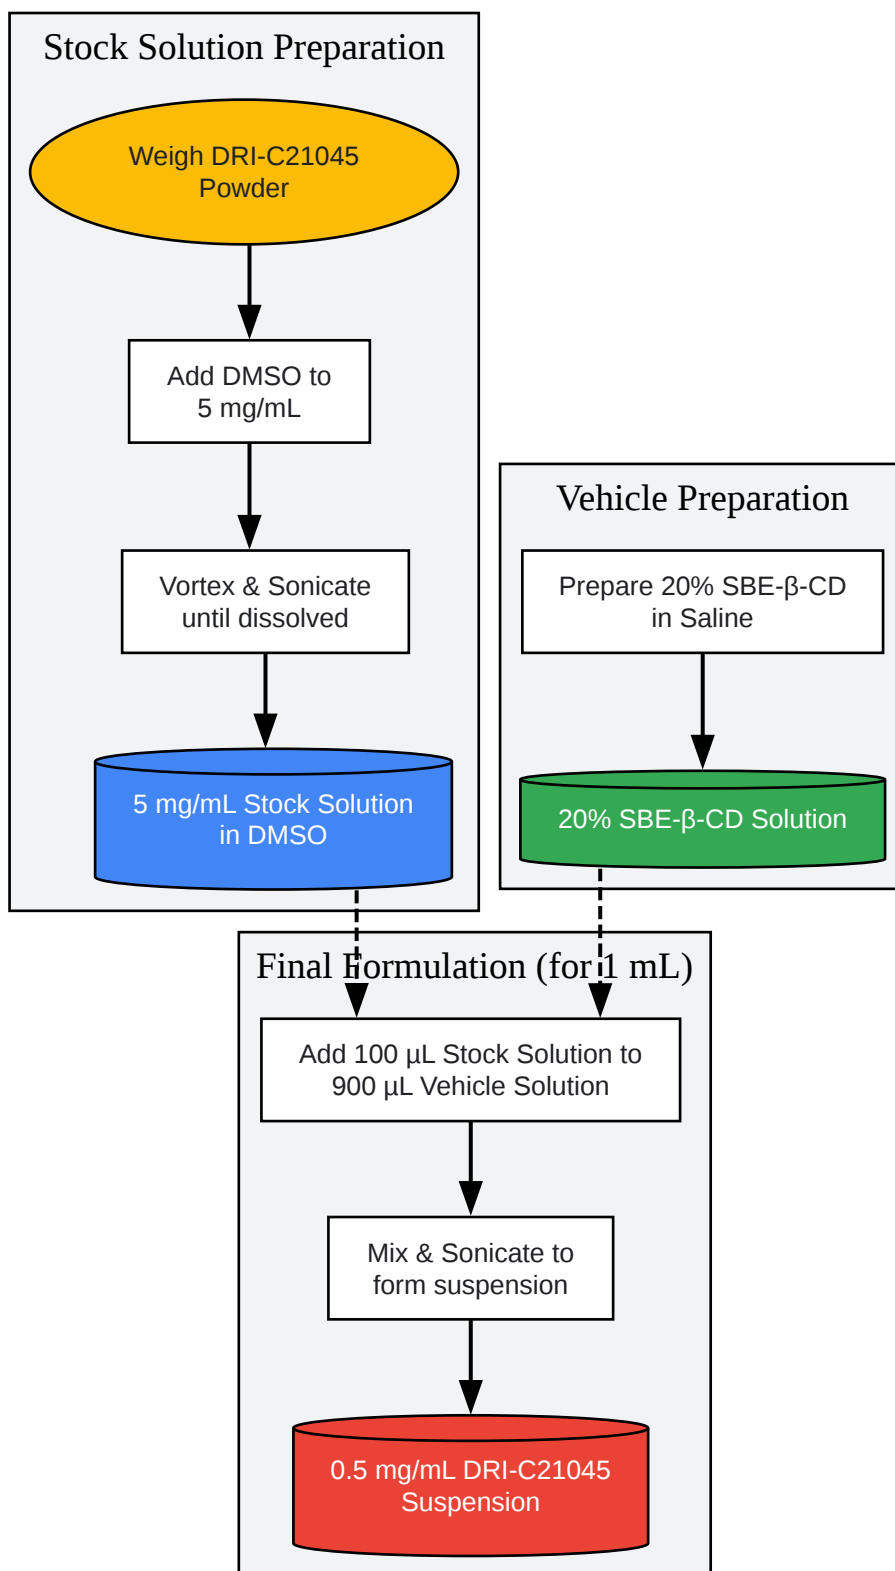 Stock Solution Preparation
Weigh DRI-C21045
Powder
Add DMSO to
5 mg/mL
Vortex & Sonicate
until dissolved
5 mg/mL Stock Solution
in DMSO
Vehicle Preparation
Prepare 20% SBE-β-CD
in Saline
20% SBE-β-CD Solution
Final Formulation (for 1 mL)
Add 100 µL Stock Solution to
900 µL Vehicle Solution
Mix & Sonicate to
form suspension
0.5 mg/mL DRI-C21045
Suspension